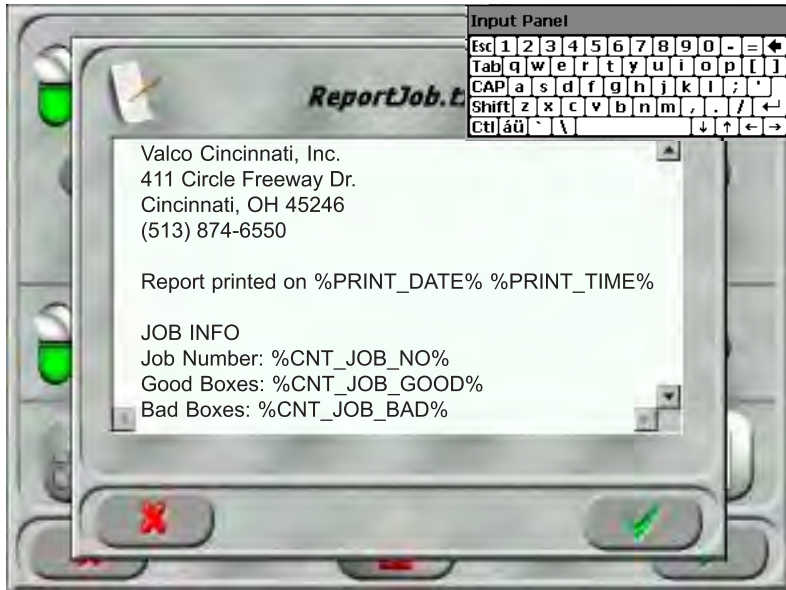 Input Panel
Esc 1 2 3 4 5 6 7 8 9 0 - =
Tab q w e r t y u i o p [ ]
CAP a s d f g h j k l ; '
Shift z x c v b n m , . /
Ctl áü ` \
ReportJob.t
Valco Cincinnati, Inc.
411 Circle Freeway Dr.
Cincinnati, OH 45246
(513) 874-6550
Report printed on %PRINT_DATE% %PRINT_TIME%
JOB INFO
Job Number: %CNT_JOB_NO%
Good Boxes: %CNT_JOB_GOOD%
Bad Boxes: %CNT_JOB_BAD%